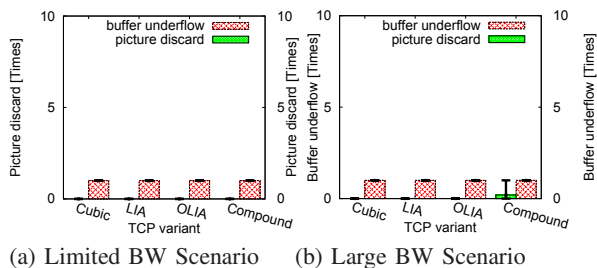 10
5
0
Picture discard [Times]
buffer underflow
picture discard
10
5
0
Picture discard [Times]
Cubic
LIA
OLIA
Compound
TCP variant
(a) Limited BW Scenario
10
5
0
Buffer underflow [Times]
buffer underflow
picture discard
10
5
0
Buffer underflow [Times]
Cubic
LIA
OLIA
Compound
TCP variant
(b) Large BW Scenario